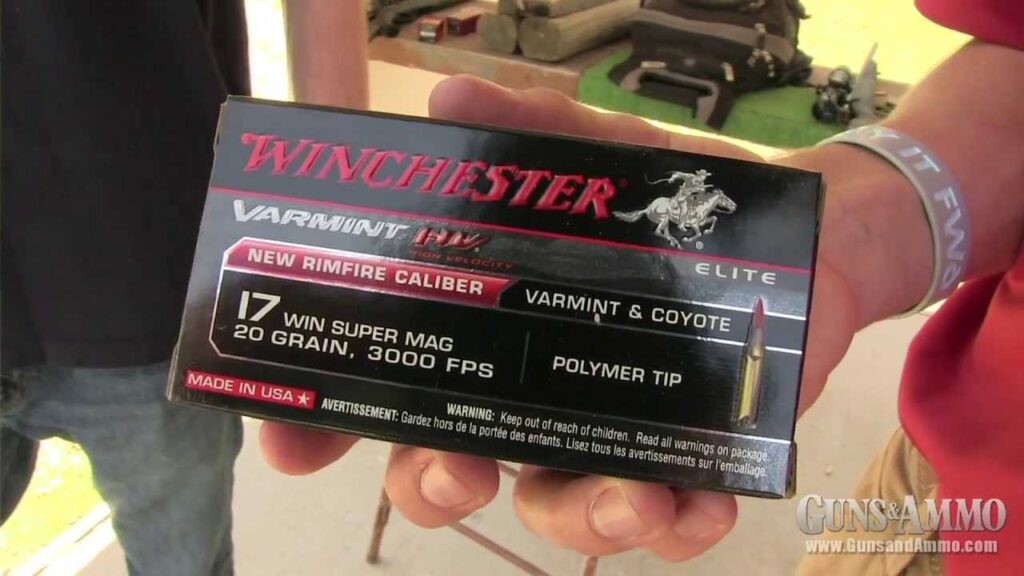 WINCHESTER®
VARMINT HV.
HIGH VELOCITY
ELITE
NEW RIMFIRE CALIBER
VARMINT & COYOTE
17 WIN SUPER MAG
20 GRAIN, 3000 FPS
POLYMER TIP
MADE IN USA ★
WARNING: Keep out of reach of children. Read all warnings on package.
AVERTISSEMENT: Gardez hors de la portée des enfants. Lisez tous les avertissements sur l'emballage.
IT FWD
GUNS&AMMO
www.GunsandAmmo.com